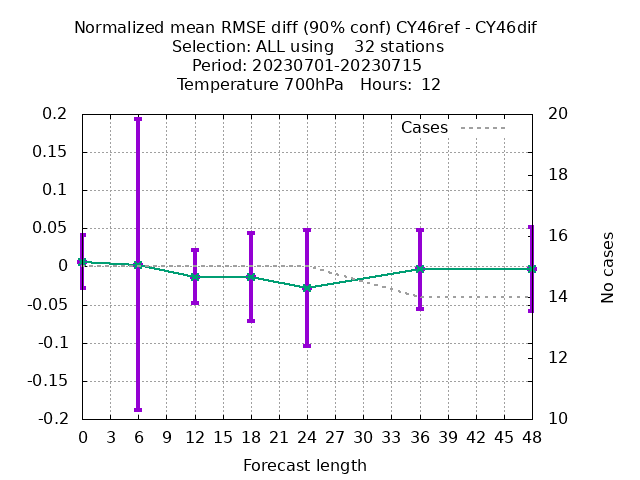 Normalized mean RMSE diff (90% conf) CY46ref - CY46dif
Selection: ALL using    32 stations
Period: 20230701-20230715
Temperature 700hPa   Hours:  12
0.2
0.15
0.1
0.05
0
-0.05
-0.1
-0.15
-0.2
Cases
20
18
16
14
12
10
No cases
0 3 6 9 12 15 18 21 24 27 30 33 36 39 42 45 48
Forecast length